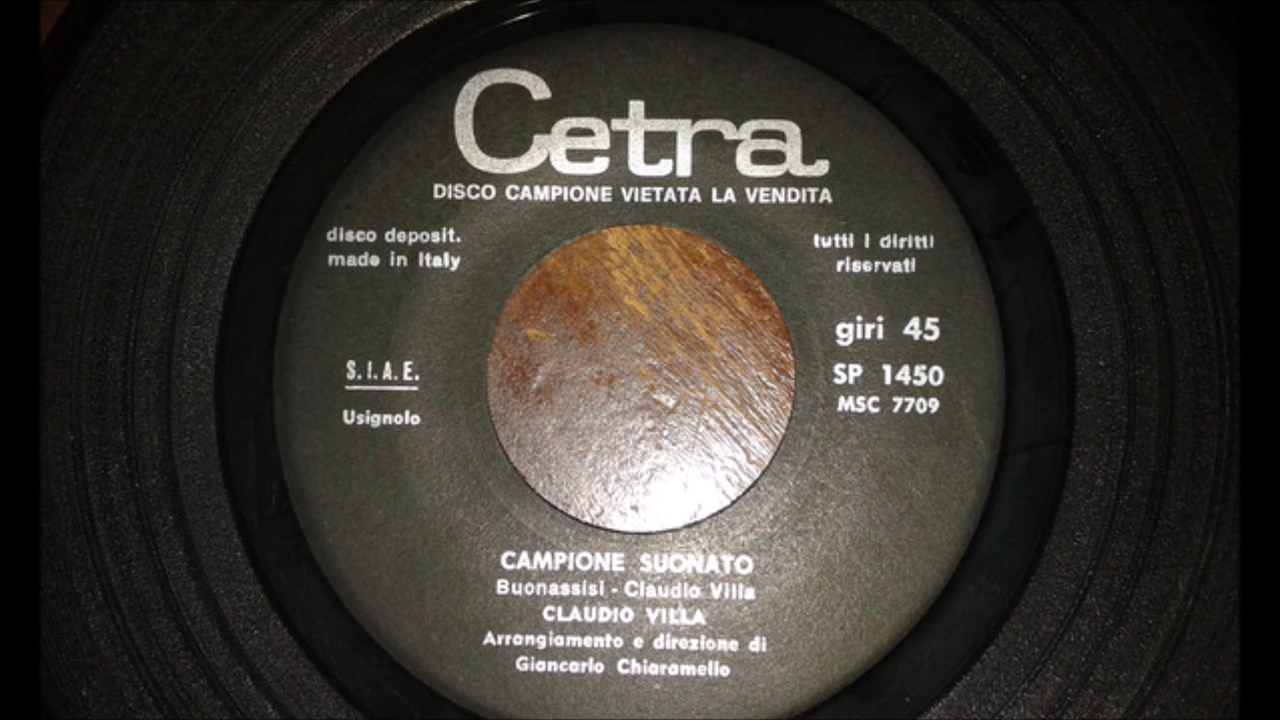 Cetra
DISCO CAMPIONE VIETATA LA VENDITA
disco deposit.
made in Italy
tutti i diritti
riservati
giri 45
SP 1450
MSC 7709
S.I.A.E.
Usignolo
CAMPIONE SUONATO
Buonassisi - Claudio Villa
CLAUDIO VILLA
Arrangiamento e direzione di
Giancarlo Chiaramello